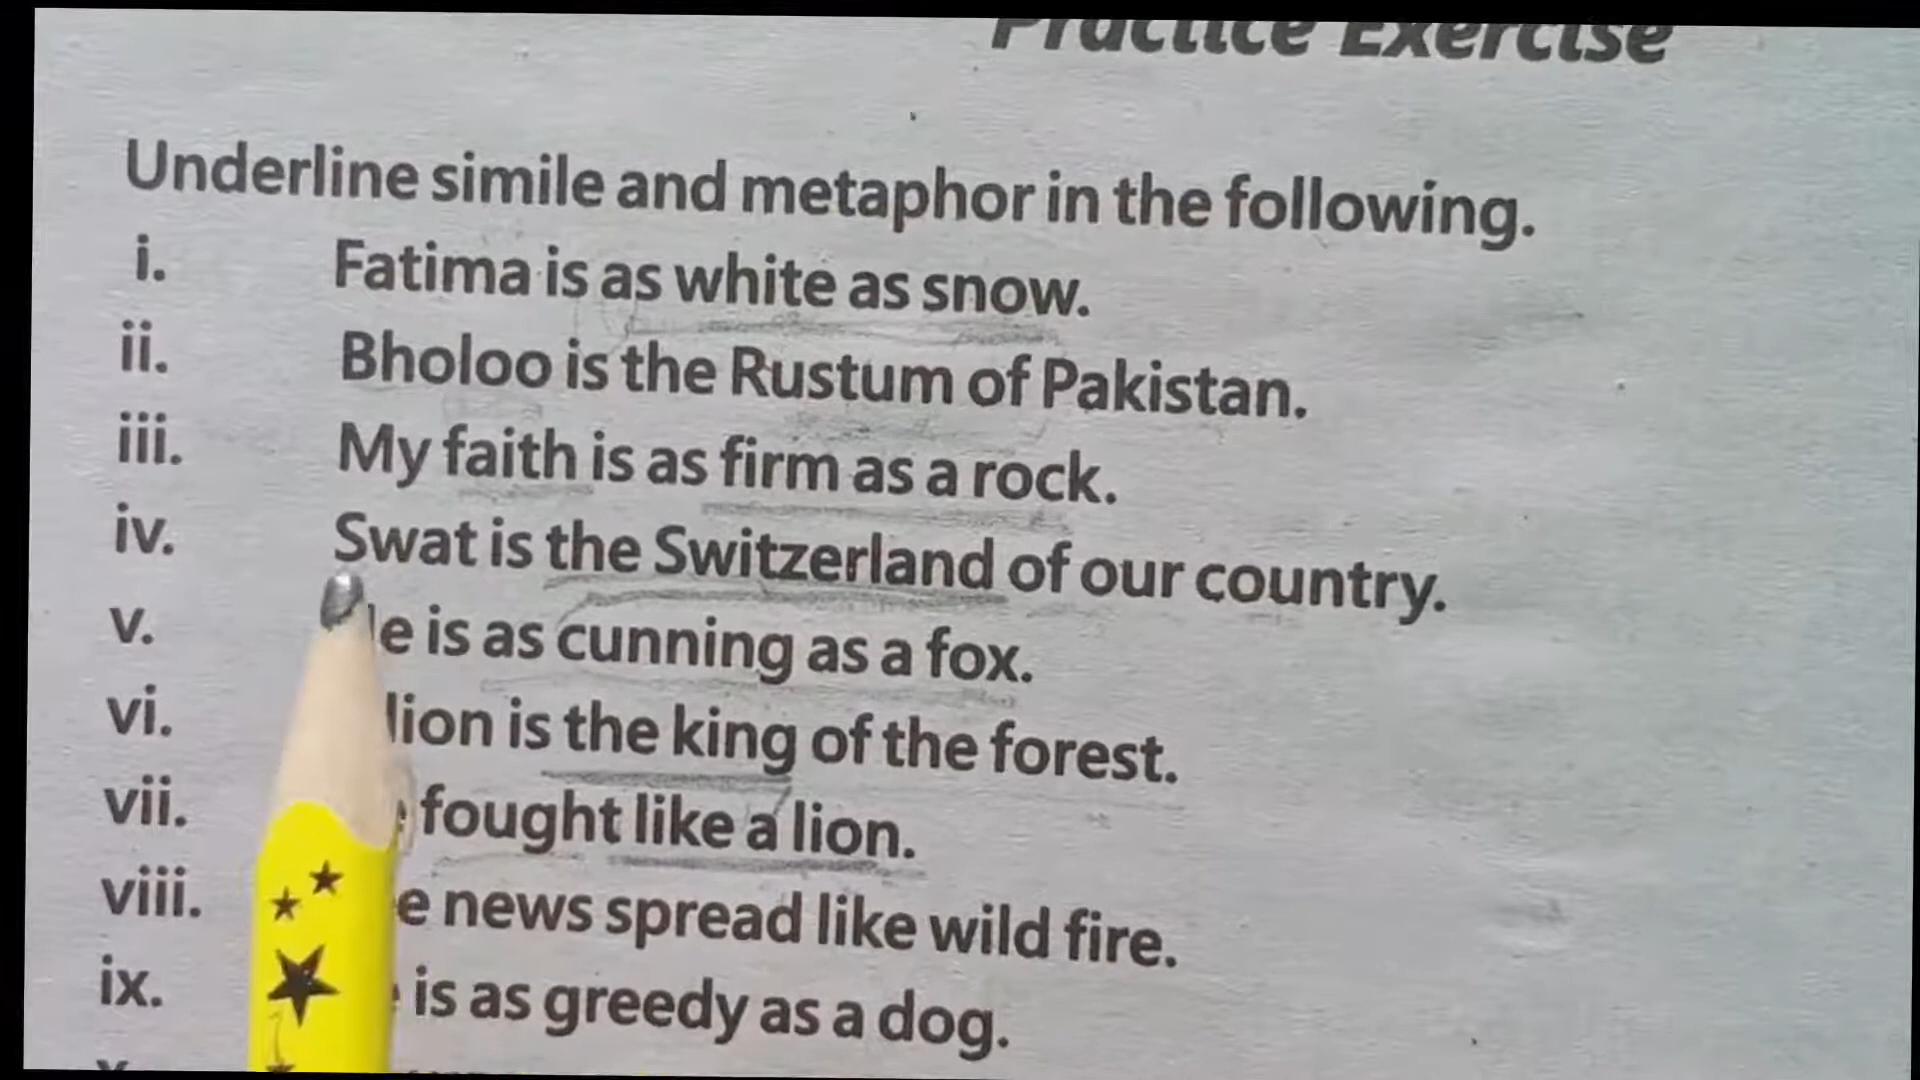 Practice Exercise
Underline simile and metaphor in the following.
i. Fatima is as white as snow.
ii. Bholoo is the Rustum of Pakistan.
iii. My faith is as firm as a rock.
iv. Swat is the Switzerland of our country.
v. is as cunning as a fox.
vi. lion is the king of the forest.
vii. fought like a lion.
viii. news spread like wild fire.
ix. is as greedy as a dog.